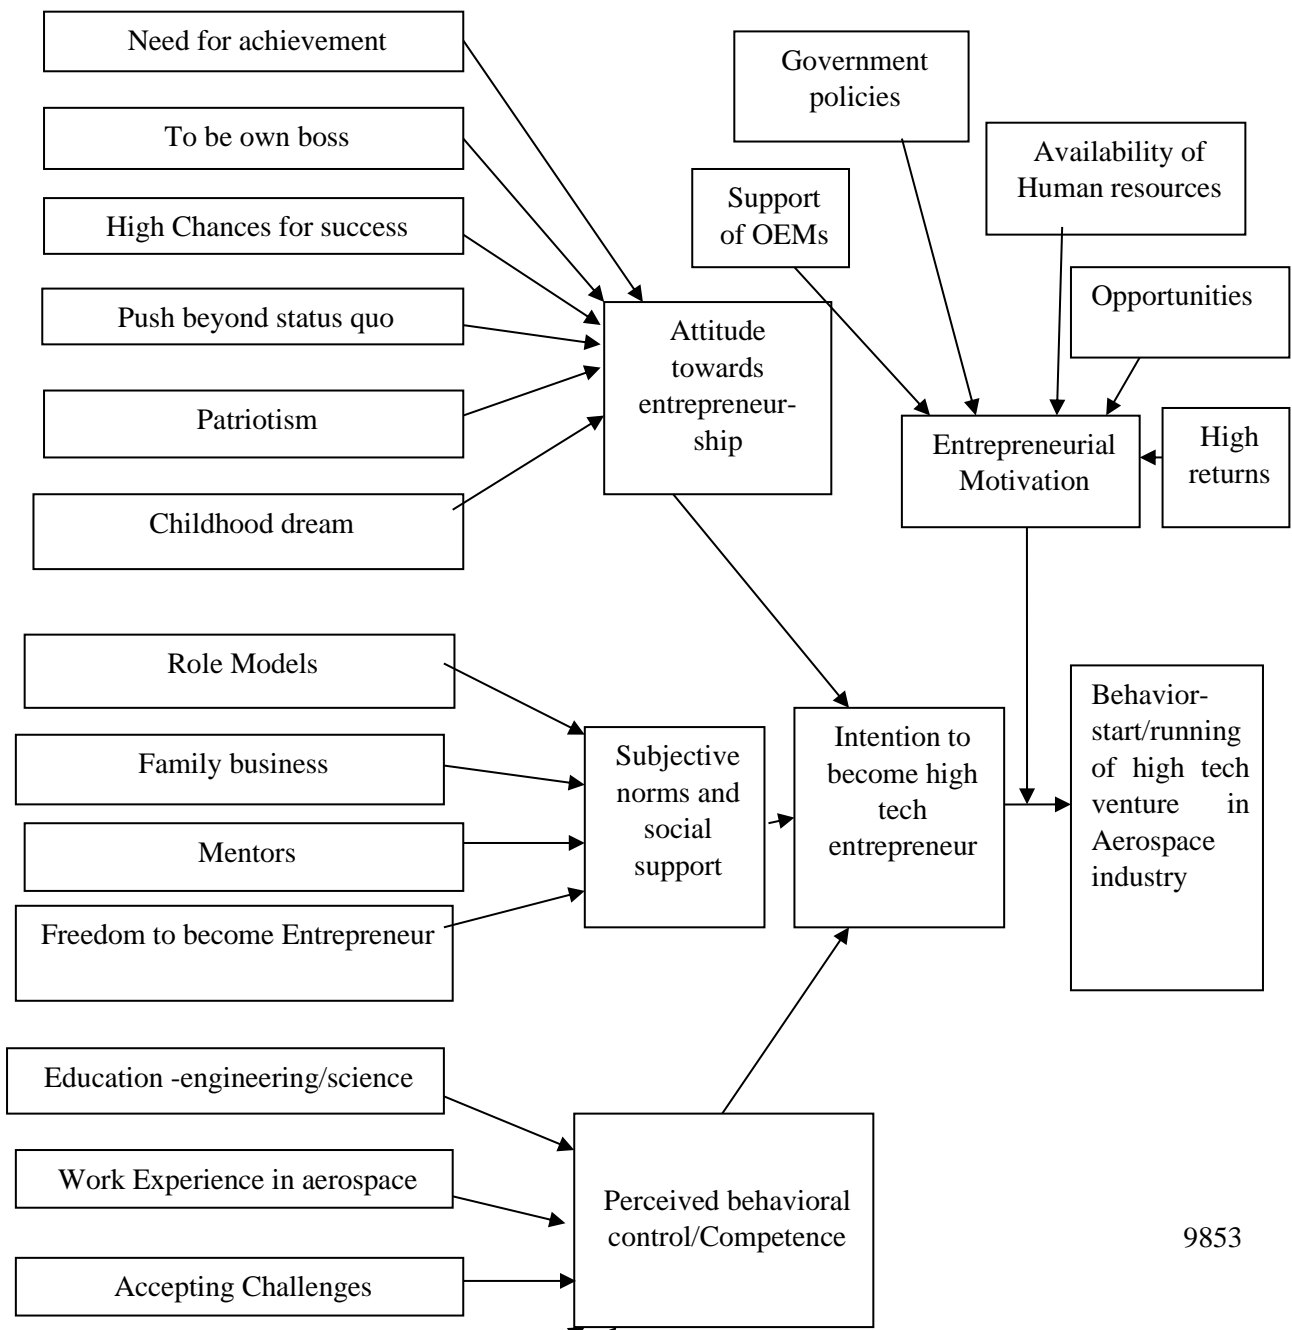 Need for achievement
To be own boss
High Chances for success
Push beyond status quo
Patriotism
Childhood dream
Government
policies
Support
of OEMs
Availability of
Human resources
Opportunities
High
returns
Attitude
towards
entrepreneur-
ship
Entrepreneurial
Motivation
Role Models
Family business
Mentors
Freedom to become Entrepreneur
Subjective
norms and
social
support
Intention to
become high
tech
entrepreneur
Behavior-
start/running
of high tech
venture in
Aerospace
industry
Education -engineering/science
Work Experience in aerospace
Accepting Challenges
Perceived behavioral
control/Competence
9853